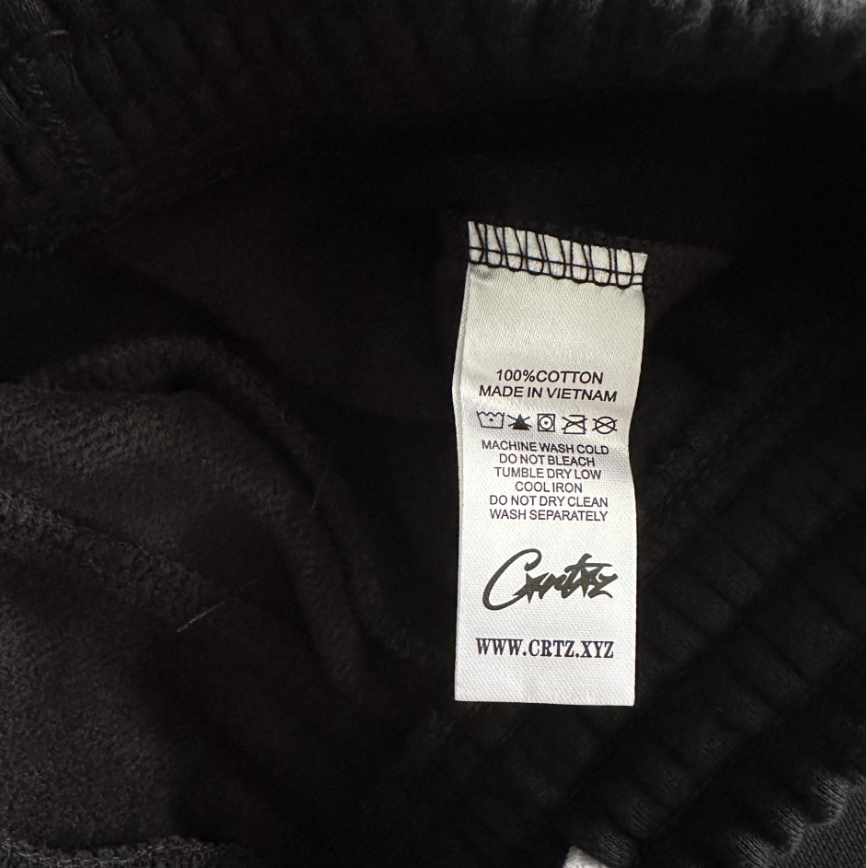 100%COTTON
MADE IN VIETNAM
MACHINE WASH COLD
DO NOT BLEACH
TUMBLE DRY LOW
COOL IRON
DO NOT DRY CLEAN
WASH SEPARATELY
Crtz
WWW.CRTZ.XYZ